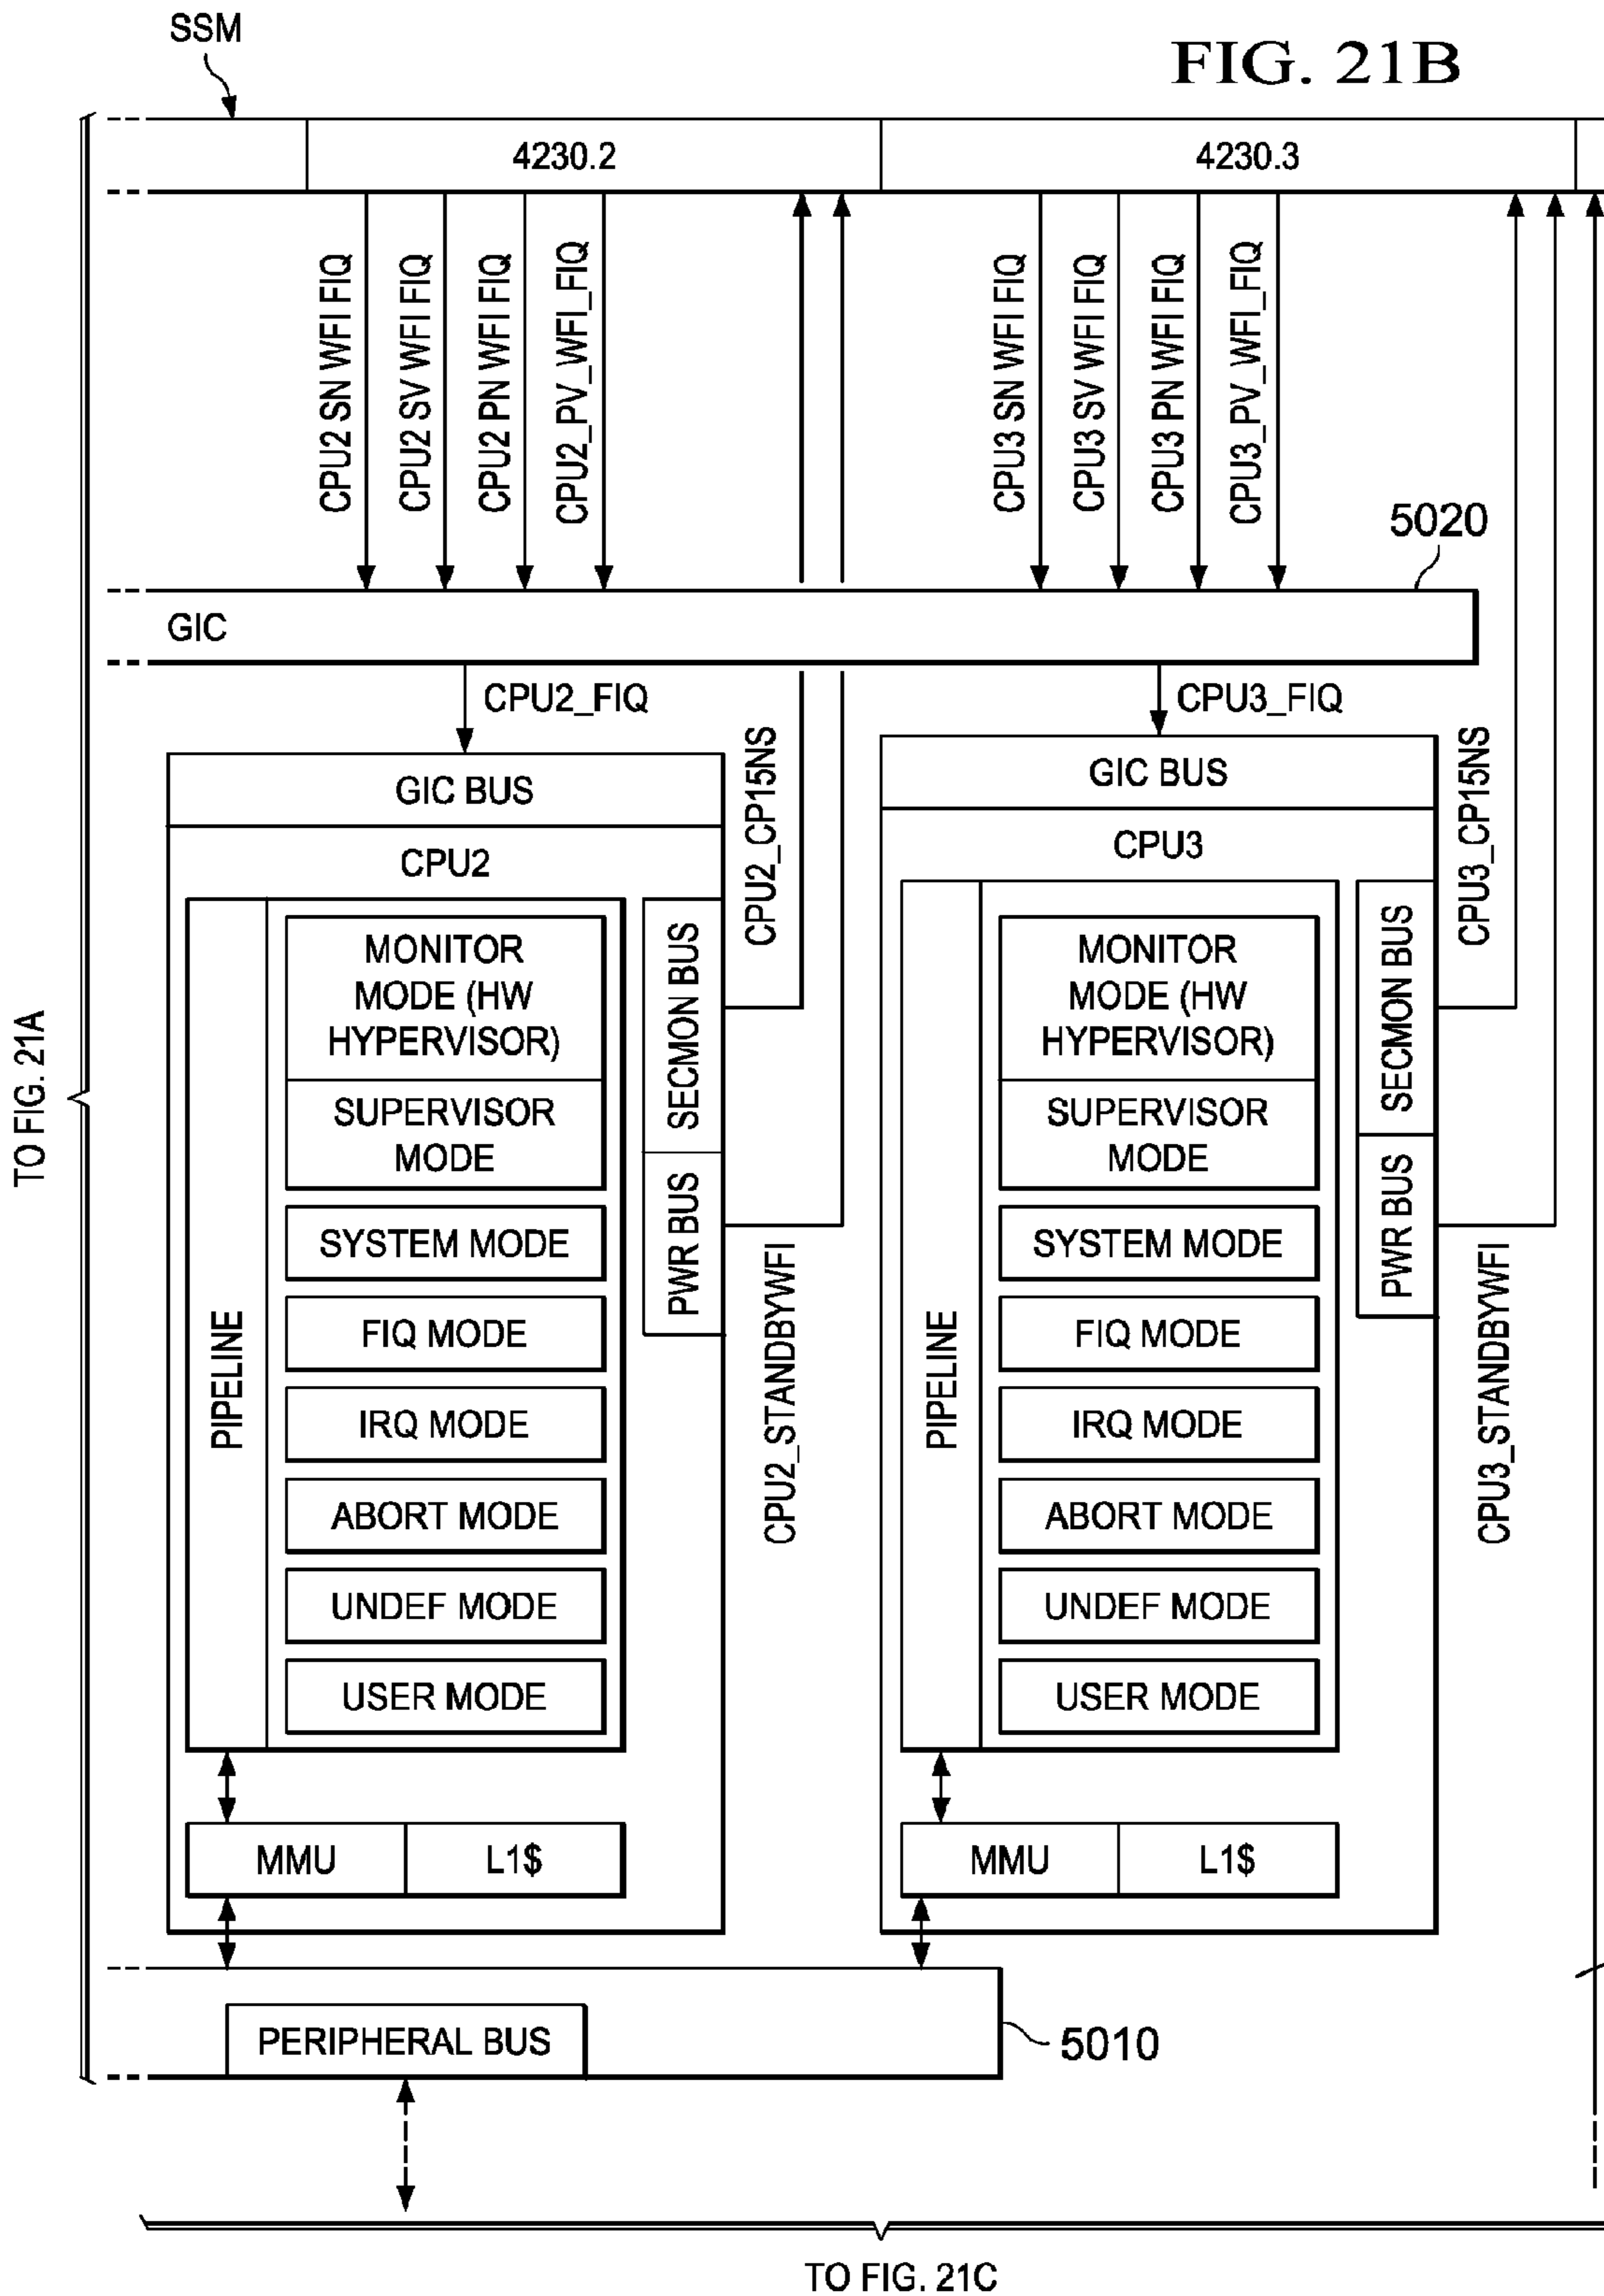 SSM
FIG. 21B
4230.2
4230.3
CPU2 SN WFI FIQ
CPU2 SV WFI FIQ
CPU2 PN WFI FIQ
CPU2_PV_WFI_FIQ
CPU3 SN WFI FIQ
CPU3 SV WFI FIQ
CPU3 PN WFI FIQ
CPU3_PV_WFI_FIQ
5020
GIC
CPU2_FIQ
CPU3_FIQ
TO FIG. 21A
GIC BUS
CPU2
PIPELINE
MONITOR
MODE (HW
HYPERVISOR)
SUPERVISOR
MODE
SYSTEM MODE
FIQ MODE
IRQ MODE
ABORT MODE
UNDEF MODE
USER MODE
SECMON BUS
PWR BUS
CPU2_CP15NS
CPU2_STANDBYWFI
MMU
L1$
GIC BUS
CPU3
PIPELINE
MONITOR
MODE (HW
HYPERVISOR)
SUPERVISOR
MODE
SYSTEM MODE
FIQ MODE
IRQ MODE
ABORT MODE
UNDEF MODE
USER MODE
SECMON BUS
PWR BUS
CPU3_CP15NS
CPU3_STANDBYWFI
MMU
L1$
PERIPHERAL BUS
5010
TO FIG. 21C